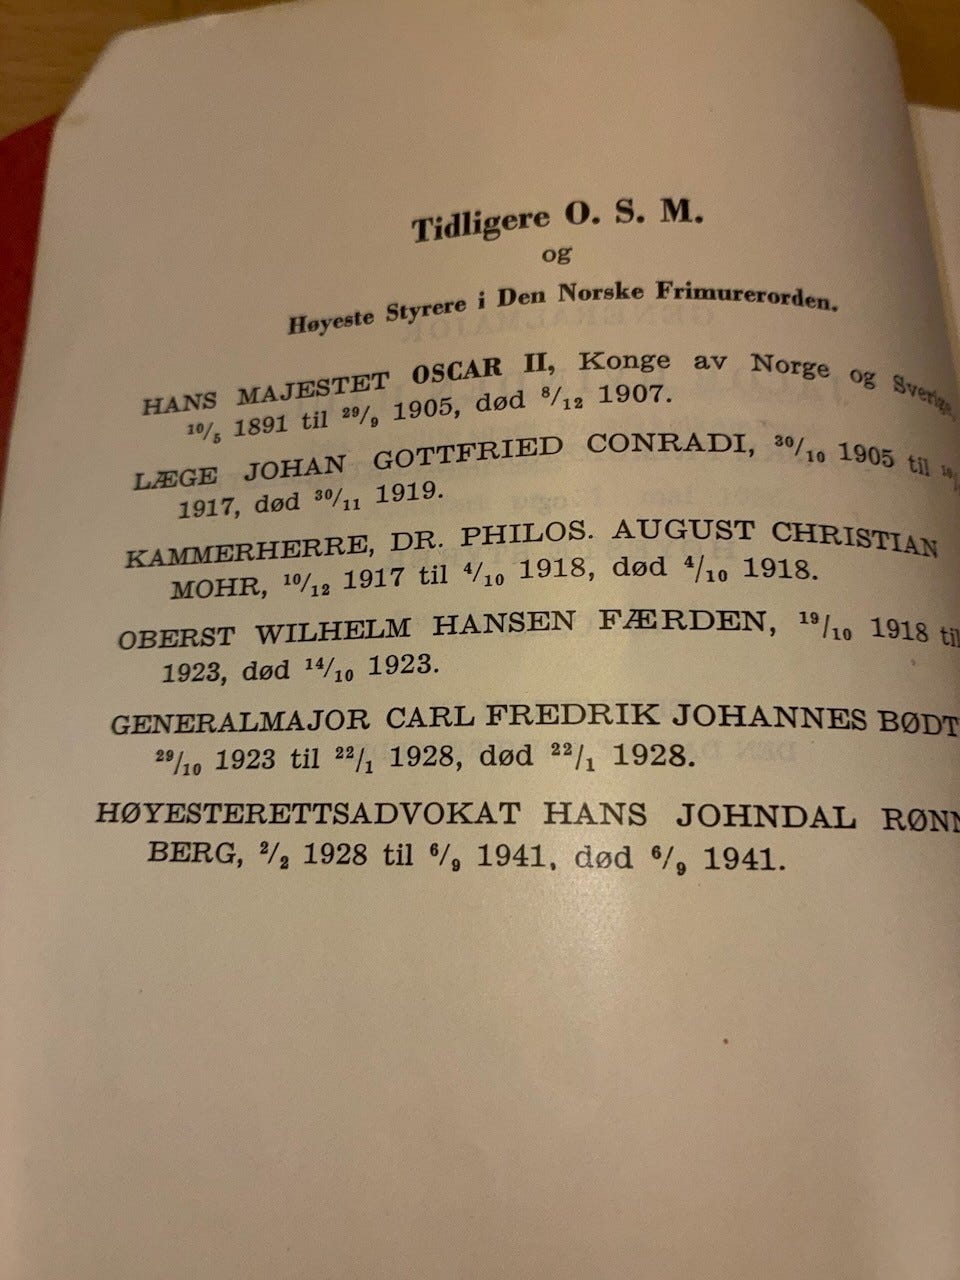 Tidligere O. S. M.
og
Høyeste Styrere i Den Norske Frimurerorden.
HANS MAJESTET OSCAR II, Konge av Norge og Sverige,
10/5 1891 til 29/9 1905, død 8/12 1907.
LÆGE JOHAN GOTTFRIED CONRADI, 30/10 1905 til
1917, død 30/11 1919.
KAMMERHERRE, DR. PHILOS. AUGUST CHRISTIAN
MOHR, 10/12 1917 til 4/10 1918, død 4/10 1918.
OBERST WILHELM HANSEN FÆRDEN, 19/10 1918 til
1923, død 14/10 1923.
GENERALMAJOR CARL FREDRIK JOHANNES BØDT
29/10 1923 til 22/1 1928, død 22/1 1928.
HØYESTERETTSADVOKAT HANS JOHNDAL RØNN
BERG, 2/2 1928 til 6/9 1941, død 6/9 1941.